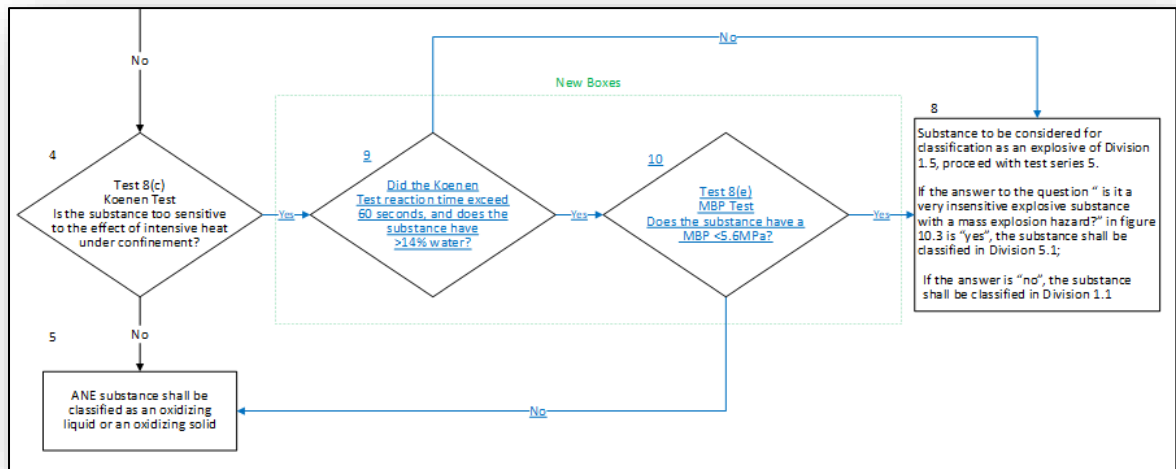 No
No
New Boxes
4
Test 8(c)
Koenen Test
Is the substance too sensitive
to the effect of intensive heat
under confinement?
Yes
9
Did the Koenen
Test reaction time exceed
60 seconds, and does the
substance have
>14% water?
Yes
10
Test 8(e)
MBP Test
Does the substance have a
MBP <5.6MPa?
Yes
8
Substance to be considered for
classification as an explosive of Division
1.5, proceed with test series 5.
If the answer to the question “ is it a
very insensitive explosive substance
with a mass explosion hazard?” in figure
10.3 is “yes”, the substance shall be
classified in Division 5.1;
If the answer is “no”, the substance
shall be classified in Division 1.1
No
5
ANE substance shall be
classified as an oxidizing
liquid or an oxidizing solid
No